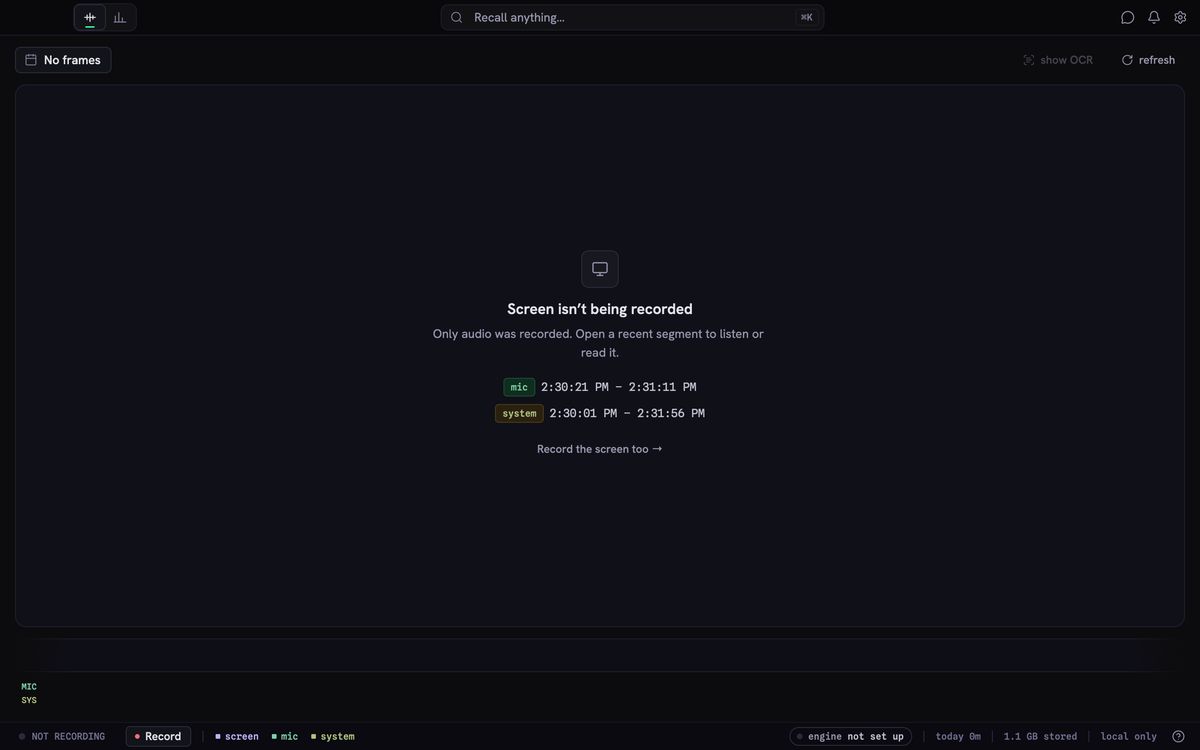 Recall anything...
⌘K
No frames
show OCR
refresh
Screen isn't being recorded
Only audio was recorded. Open a recent segment to listen or
read it.
mic 2:30:21 PM – 2:31:11 PM
system 2:30:01 PM – 2:31:56 PM
Record the screen too →
MIC
SYS
NOT RECORDING
Record
screen
mic
system
engine not set up
today 0m
1.1 GB stored
local only